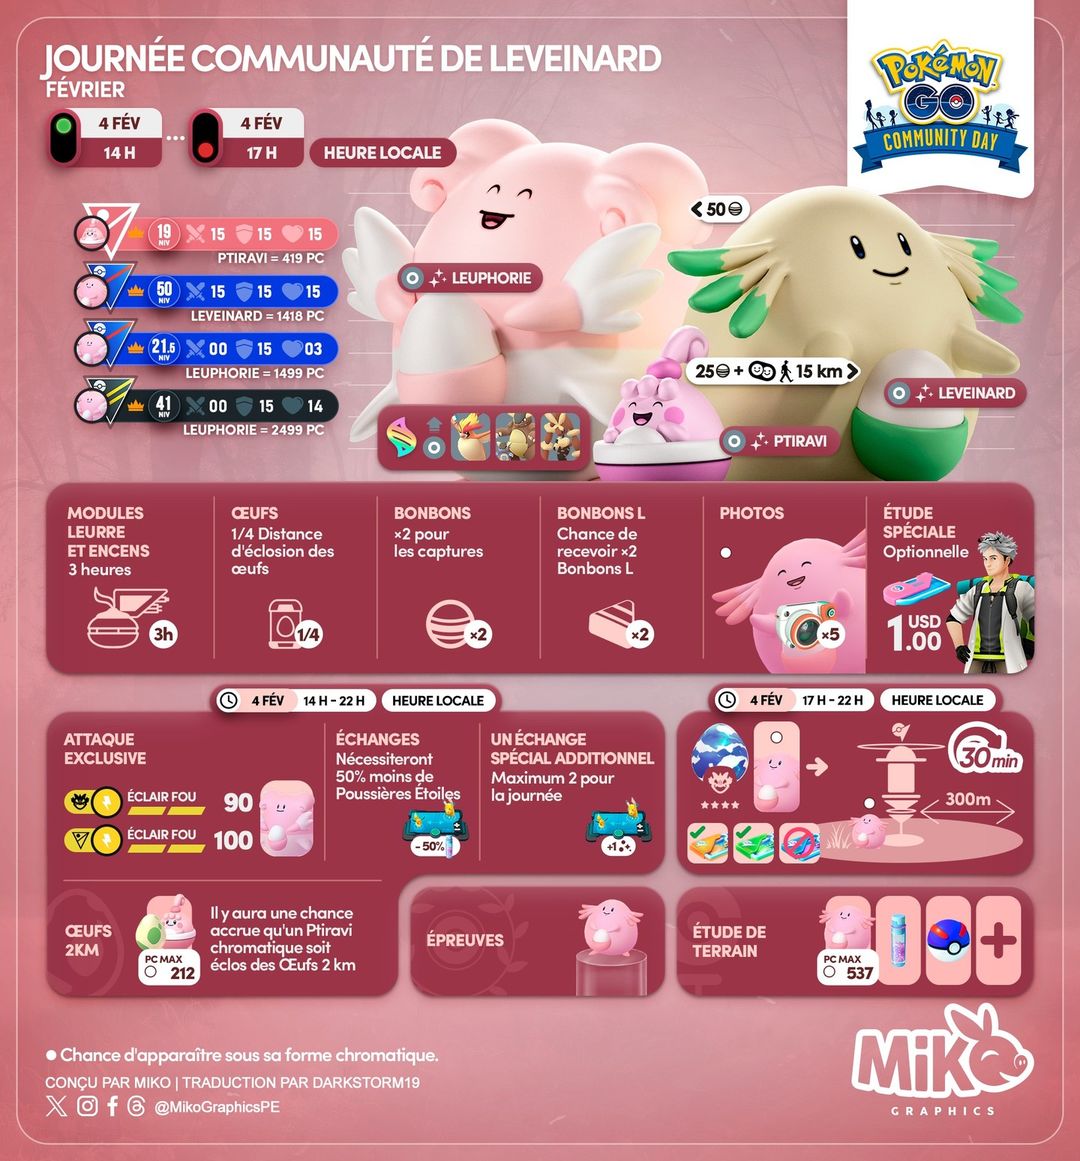 JOURNÉE COMMUNAUTÉ DE LEVEINARD
FÉVRIER
4 FÉV
14 H
...
4 FÉV
17 H
HEURE LOCALE
POKÉMON
GO
COMMUNITY DAY
19 NIV 15 15 15
PTIRAVI = 419 PC
50 NIV 15 15 15
LEVEINARD = 1418 PC
21.5 NIV 00 15 03
LEUPHORIE = 1499 PC
41 NIV 00 15 14
LEUPHORIE = 2499 PC
LEUPHORIE
< 50
25 + 15 km >
LEVEINARD
PTIRAVI
MODULES
LEURRE
ET ENCENS
3 heures
3h
ŒUFS
1/4 Distance
d'éclosion des
œufs
1/4
BONBONS
×2 pour
les captures
×2
BONBONS L
Chance de
recevoir ×2
Bonbons L
×2
PHOTOS
×5
ÉTUDE
SPÉCIALE
Optionnelle
1.00 USD
4 FÉV 14 H - 22 H HEURE LOCALE
ATTAQUE
EXCLUSIVE
ÉCLAIR FOU 90
ÉCLAIR FOU 100
ÉCHANGES
Nécessiteront
50% moins de
Poussières Étoiles
- 50%
UN ÉCHANGE
SPÉCIAL ADDITIONNEL
Maximum 2 pour
la journée
+1
4 FÉV 17 H - 22 H HEURE LOCALE
30 min
300m
ŒUFS
2KM
PC MAX
212
Il y aura une chance
accrue qu'un Ptiravi
chromatique soit
éclos des Œufs 2 km
ÉPREUVES
ÉTUDE DE
TERRAIN
PC MAX
537
+
● Chance d'apparaître sous sa forme chromatique.
CONÇU PAR MIKO | TRADUCTION PAR DARKSTORM19
@MikoGraphicsPE
MiKO
GRAPHICS